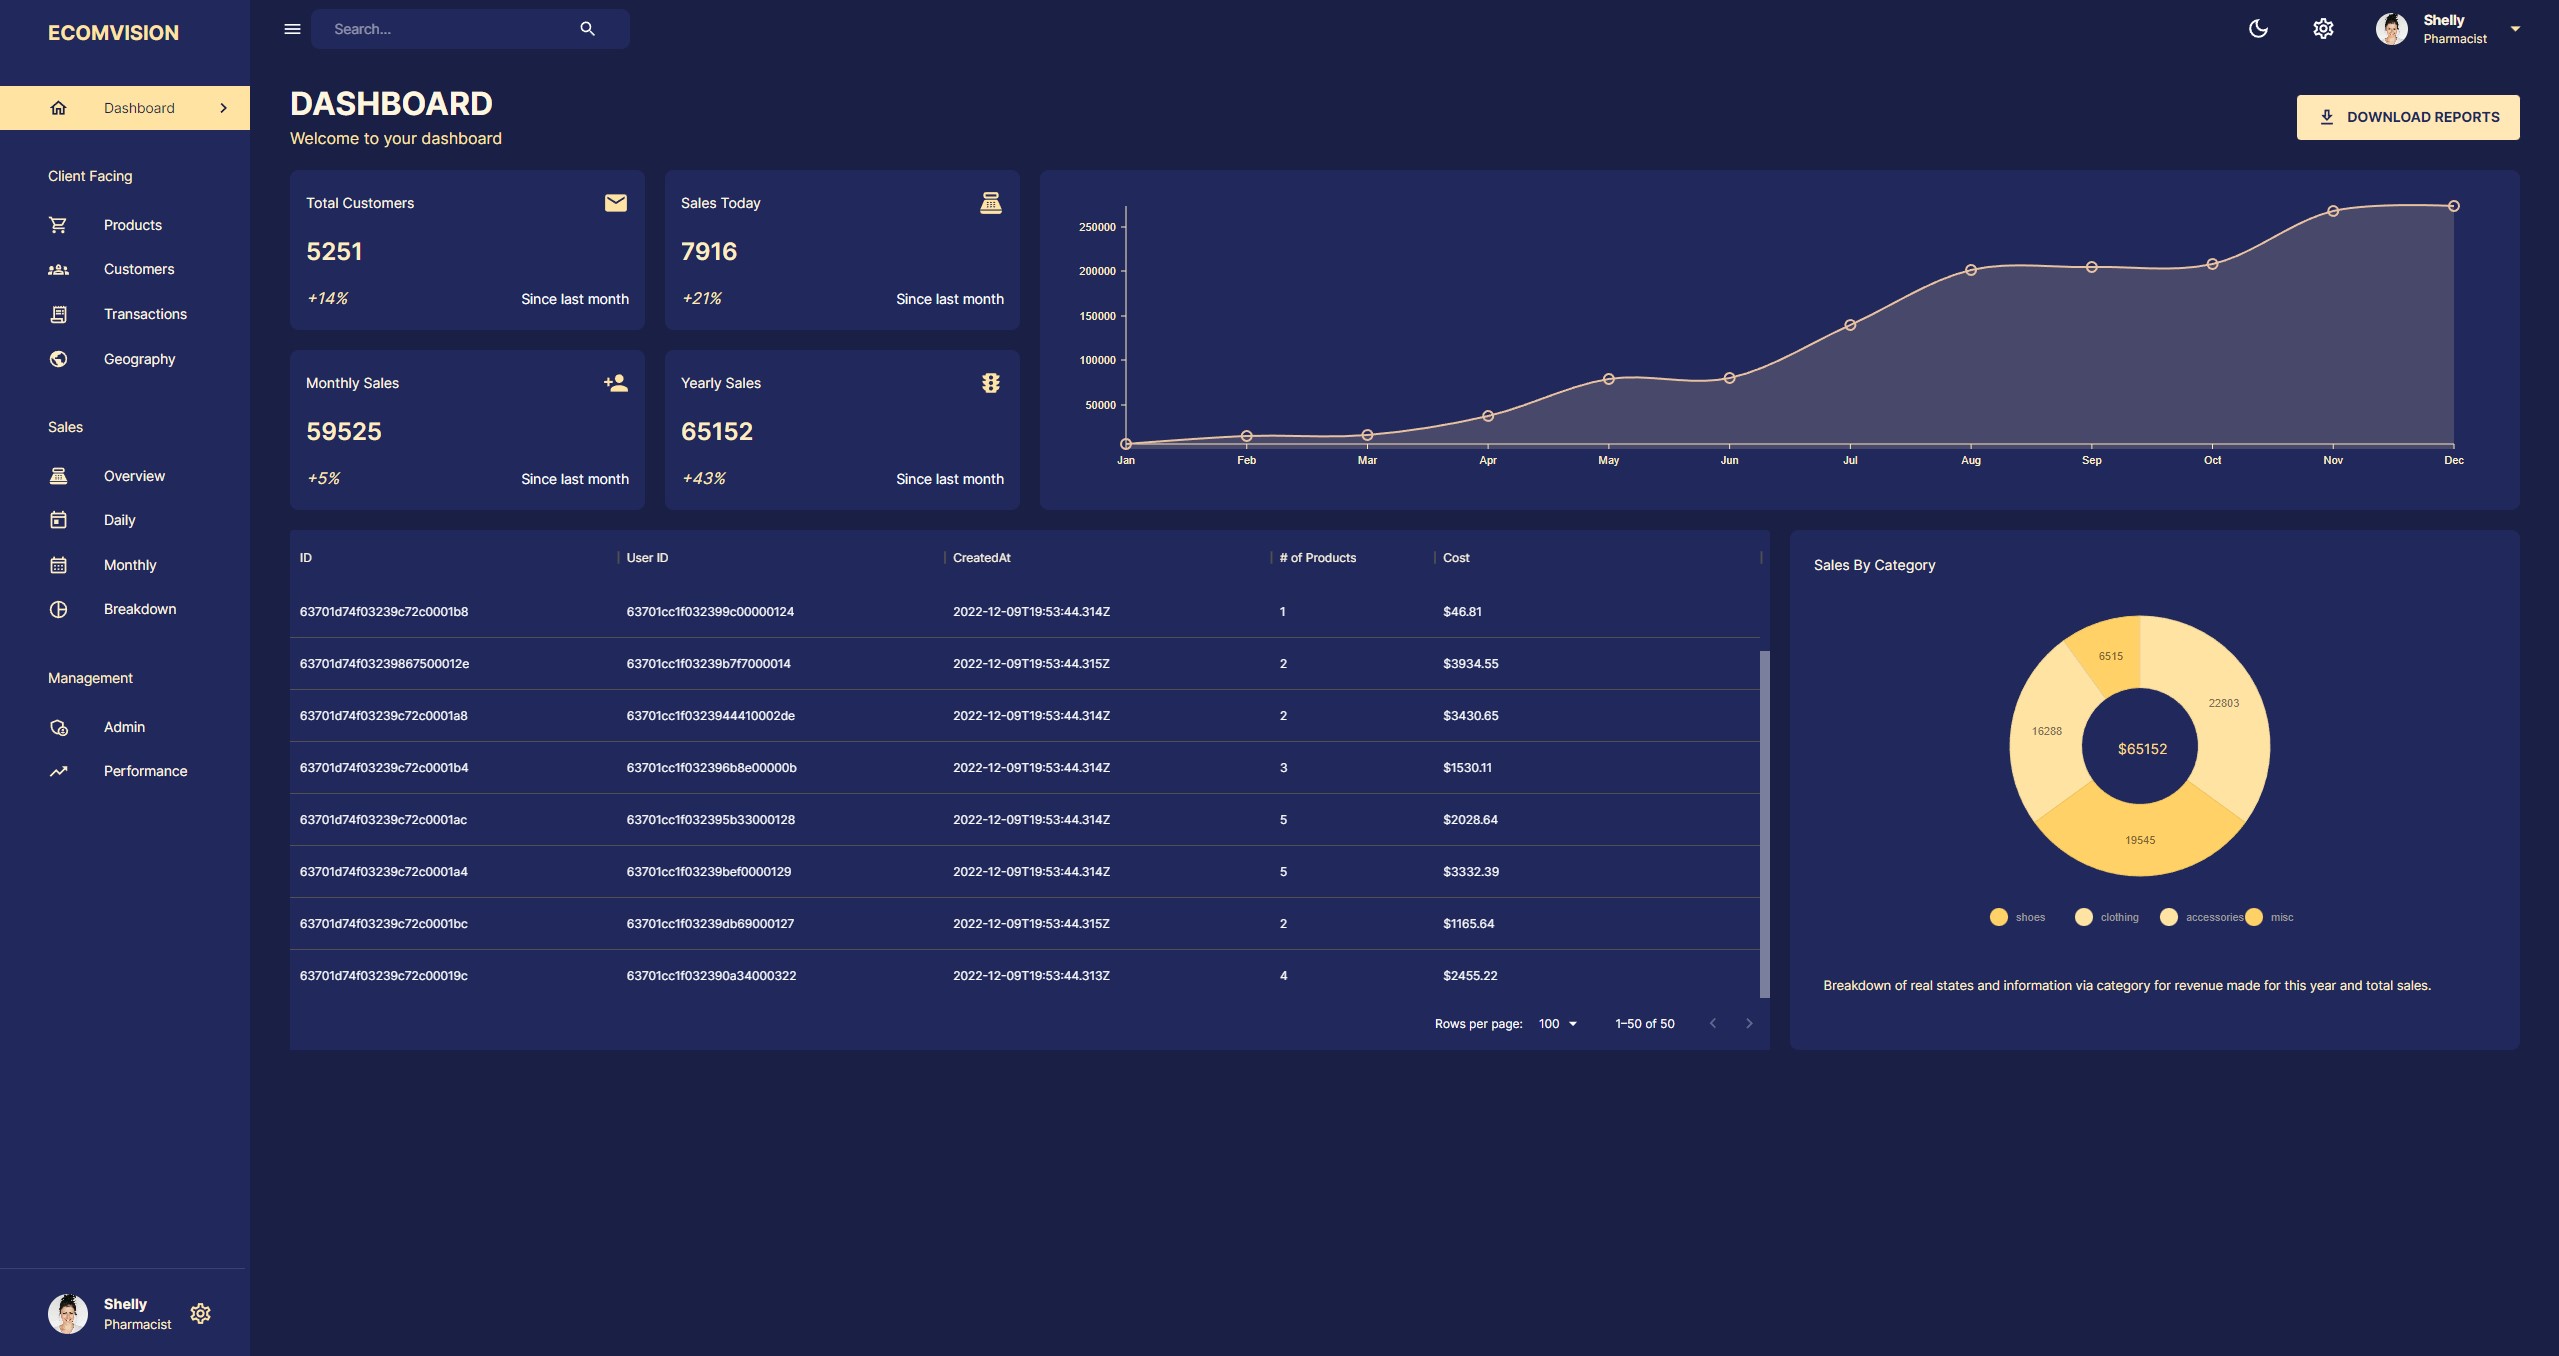 ECOMVISION
Search...
Shelly
Pharmacist
Dashboard
Client Facing
Products
Customers
Transactions
Geography
Sales
Overview
Daily
Monthly
Breakdown
Management
Admin
Performance
Shelly
Pharmacist
DASHBOARD
Welcome to your dashboard
DOWNLOAD REPORTS
Total Customers
5251
+14% Since last month
Sales Today
7916
+21% Since last month
Monthly Sales
59525
+5% Since last month
Yearly Sales
65152
+43% Since last month
250000
200000
150000
100000
50000
Jan Feb Mar Apr May Jun Jul Aug Sep Oct Nov Dec
ID User ID CreatedAt # of Products Cost
63701d74f03239c72c0001b8 63701cc1f032399c00000124 2022-12-09T19:53:44.314Z 1 $46.81
63701d74f03239867500012e 63701cc1f03239b7f7000014 2022-12-09T19:53:44.315Z 2 $3934.55
63701d74f03239c72c0001a8 63701cc1f0323944410002de 2022-12-09T19:53:44.314Z 2 $3430.65
63701d74f03239c72c0001b4 63701cc1f032396b8e00000b 2022-12-09T19:53:44.314Z 3 $1530.11
63701d74f03239c72c0001ac 63701cc1f032395b33000128 2022-12-09T19:53:44.314Z 5 $2028.64
63701d74f03239c72c0001a4 63701cc1f03239bef0000129 2022-12-09T19:53:44.314Z 5 $3332.39
63701d74f03239c72c0001bc 63701cc1f03239db69000127 2022-12-09T19:53:44.315Z 2 $1165.64
63701d74f03239c72c00019c 63701cc1f032390a34000322 2022-12-09T19:53:44.313Z 4 $2455.22
Rows per page: 100 1–50 of 50
Sales By Category
6515
22803
16288
$65152
19545
shoes clothing accessories misc
Breakdown of real states and information via category for revenue made for this year and total sales.